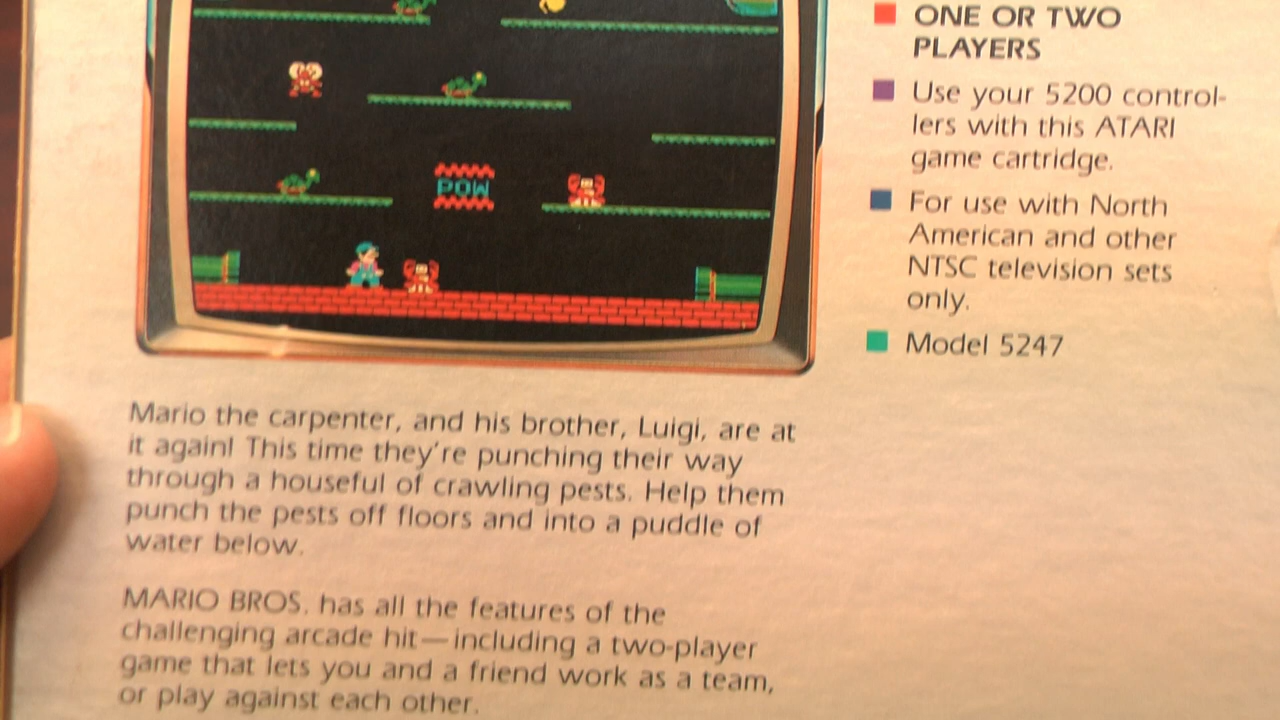 POW
ONE OR TWO
PLAYERS
Use your 5200 control-
lers with this ATARI
game cartridge.
For use with North
American and other
NTSC television sets
only.
Model 5247
Mario the carpenter, and his brother, Luigi, are at
it again! This time they're punching their way
through a houseful of crawling pests. Help them
punch the pests off floors and into a puddle of
water below.
MARIO BROS. has all the features of the
challenging arcade hit—including a two-player
game that lets you and a friend work as a team,
or play against each other.